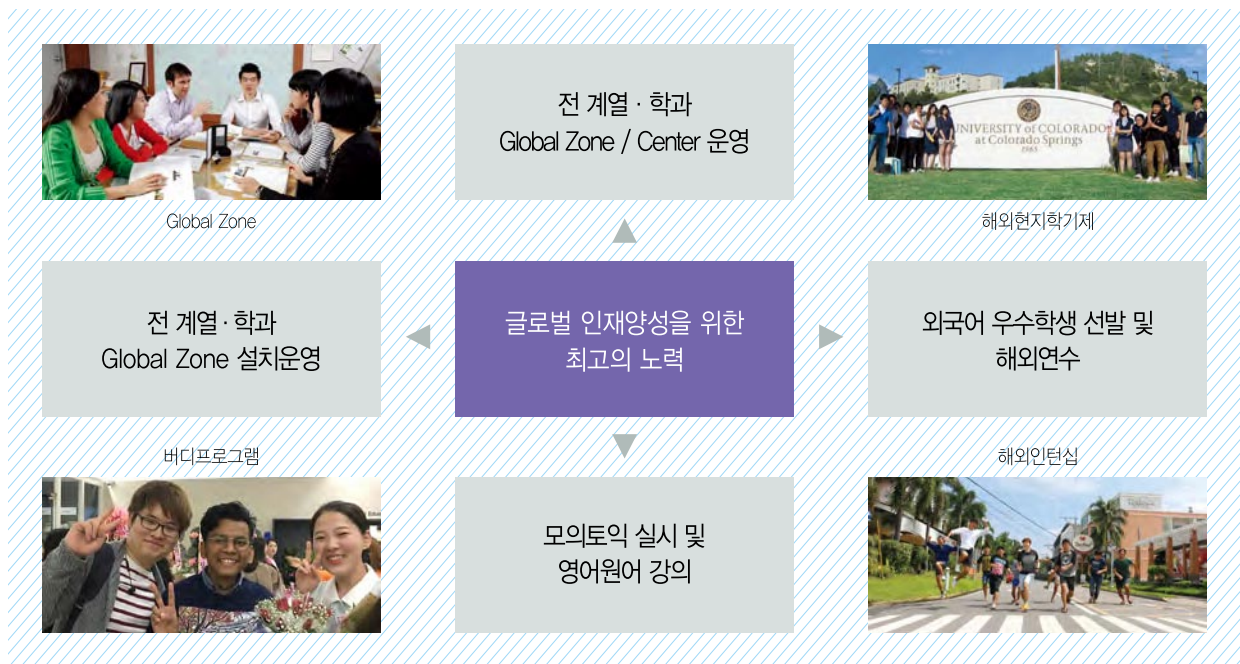 전 계열 · 학과
Global Zone / Center 운영
UNIVERSITY of COLORADO
at Colorado Springs
1965
Global Zone
해외현지학기제
전 계열 · 학과
Global Zone 설치운영
글로벌 인재양성을 위한
최고의 노력
외국어 우수학생 선발 및
해외연수
버디프로그램
해외인턴십
모의토익 실시 및
영어원어 강의